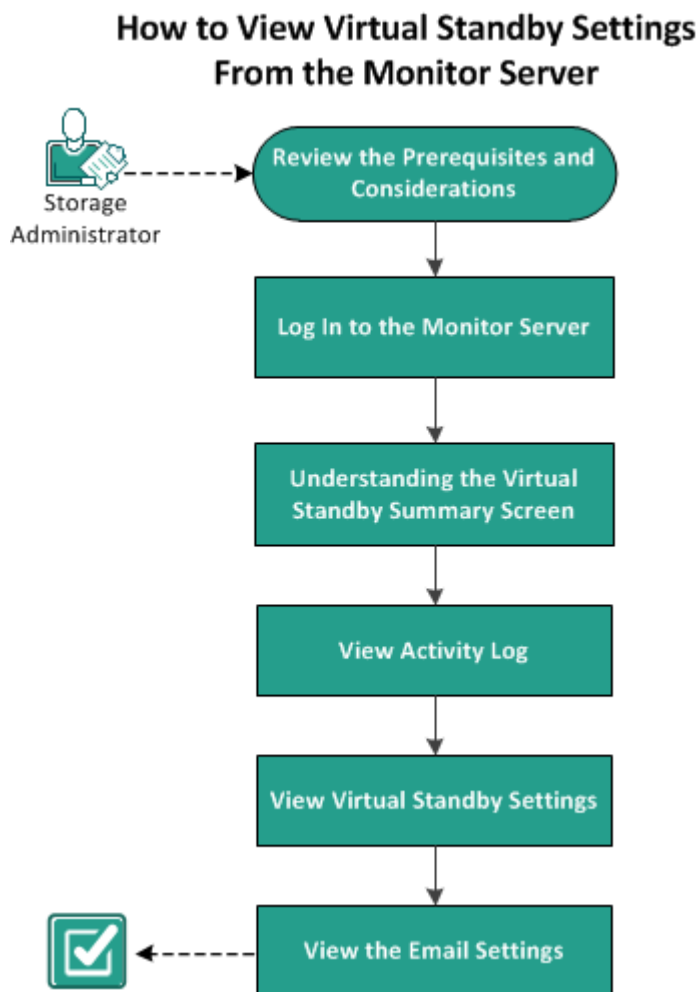 How to View Virtual Standby Settings
From the Monitor Server
Storage
Administrator
Review the Prerequisites and
Considerations
Log In to the Monitor Server
Understanding the Virtual
Standby Summary Screen
View Activity Log
View Virtual Standby Settings
View the Email Settings